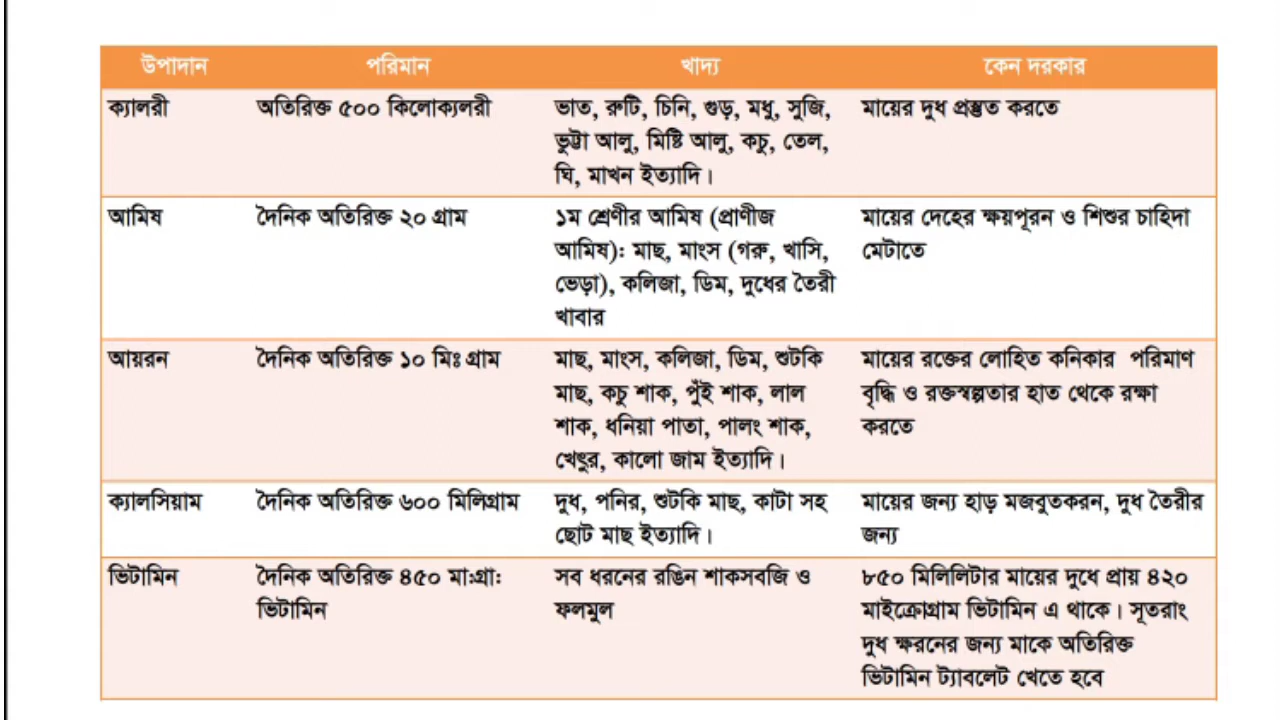 উপাদান পরিমান খাদ্য কেন দরকার
ক্যালরী অতিরিক্ত ৫০০ কিলোক্যলরী ভাত, রুটি, চিনি, গুড়, মধু, সুজি, মায়ের দুধ প্রস্তুত করতে
ভুট্টা আলু, মিষ্টি আলু, কচু, তেল,
ঘি, মাখন ইত্যাদি।
আমিষ দৈনিক অতিরিক্ত ২০ গ্রাম ১ম শ্রেণীর আমিষ (প্রাণীজ মায়ের দেহের ক্ষয়পূরন ও শিশুর চাহিদা
আমিষ): মাছ, মাংস (গরু, খাসি, মেটাতে
ভেড়া), কলিজা, ডিম, দুধের তৈরী
খাবার
আয়রন দৈনিক অতিরিক্ত ১০ মিঃ গ্রাম মাছ, মাংস, কলিজা, ডিম, শুটকি মায়ের রক্তের লোহিত কনিকার পরিমাণ
মাছ, কচু শাক, পুঁই শাক, লাল বৃদ্ধি ও রক্তস্বল্পতার হাত থেকে রক্ষা
শাক, ধনিয়া পাতা, পালং শাক, করতে
খেৎুর, কালো জাম ইত্যাদি।
ক্যালসিয়াম দৈনিক অতিরিক্ত ৬০০ মিলিগ্রাম দুধ, পনির, শুটকি মাছ, কাটা সহ মায়ের জন্য হাড় মজবুতকরন, দুধ তৈরীর
ছোট মাছ ইত্যাদি। জন্য
ভিটামিন দৈনিক অতিরিক্ত ৪৫০ মাঃগ্রাঃ সব ধরনের রঙিন শাকসবজি ও ৮৫০ মিলিলিটার মায়ের দুধে প্রায় ৪২০
ভিটামিন ফলমুল মাইক্রোগ্রাম ভিটামিন এ থাকে। সূতরাং
দুধ ক্ষরনের জন্য মাকে অতিরিক্ত
ভিটামিন ট্যাবলেট খেতে হবে